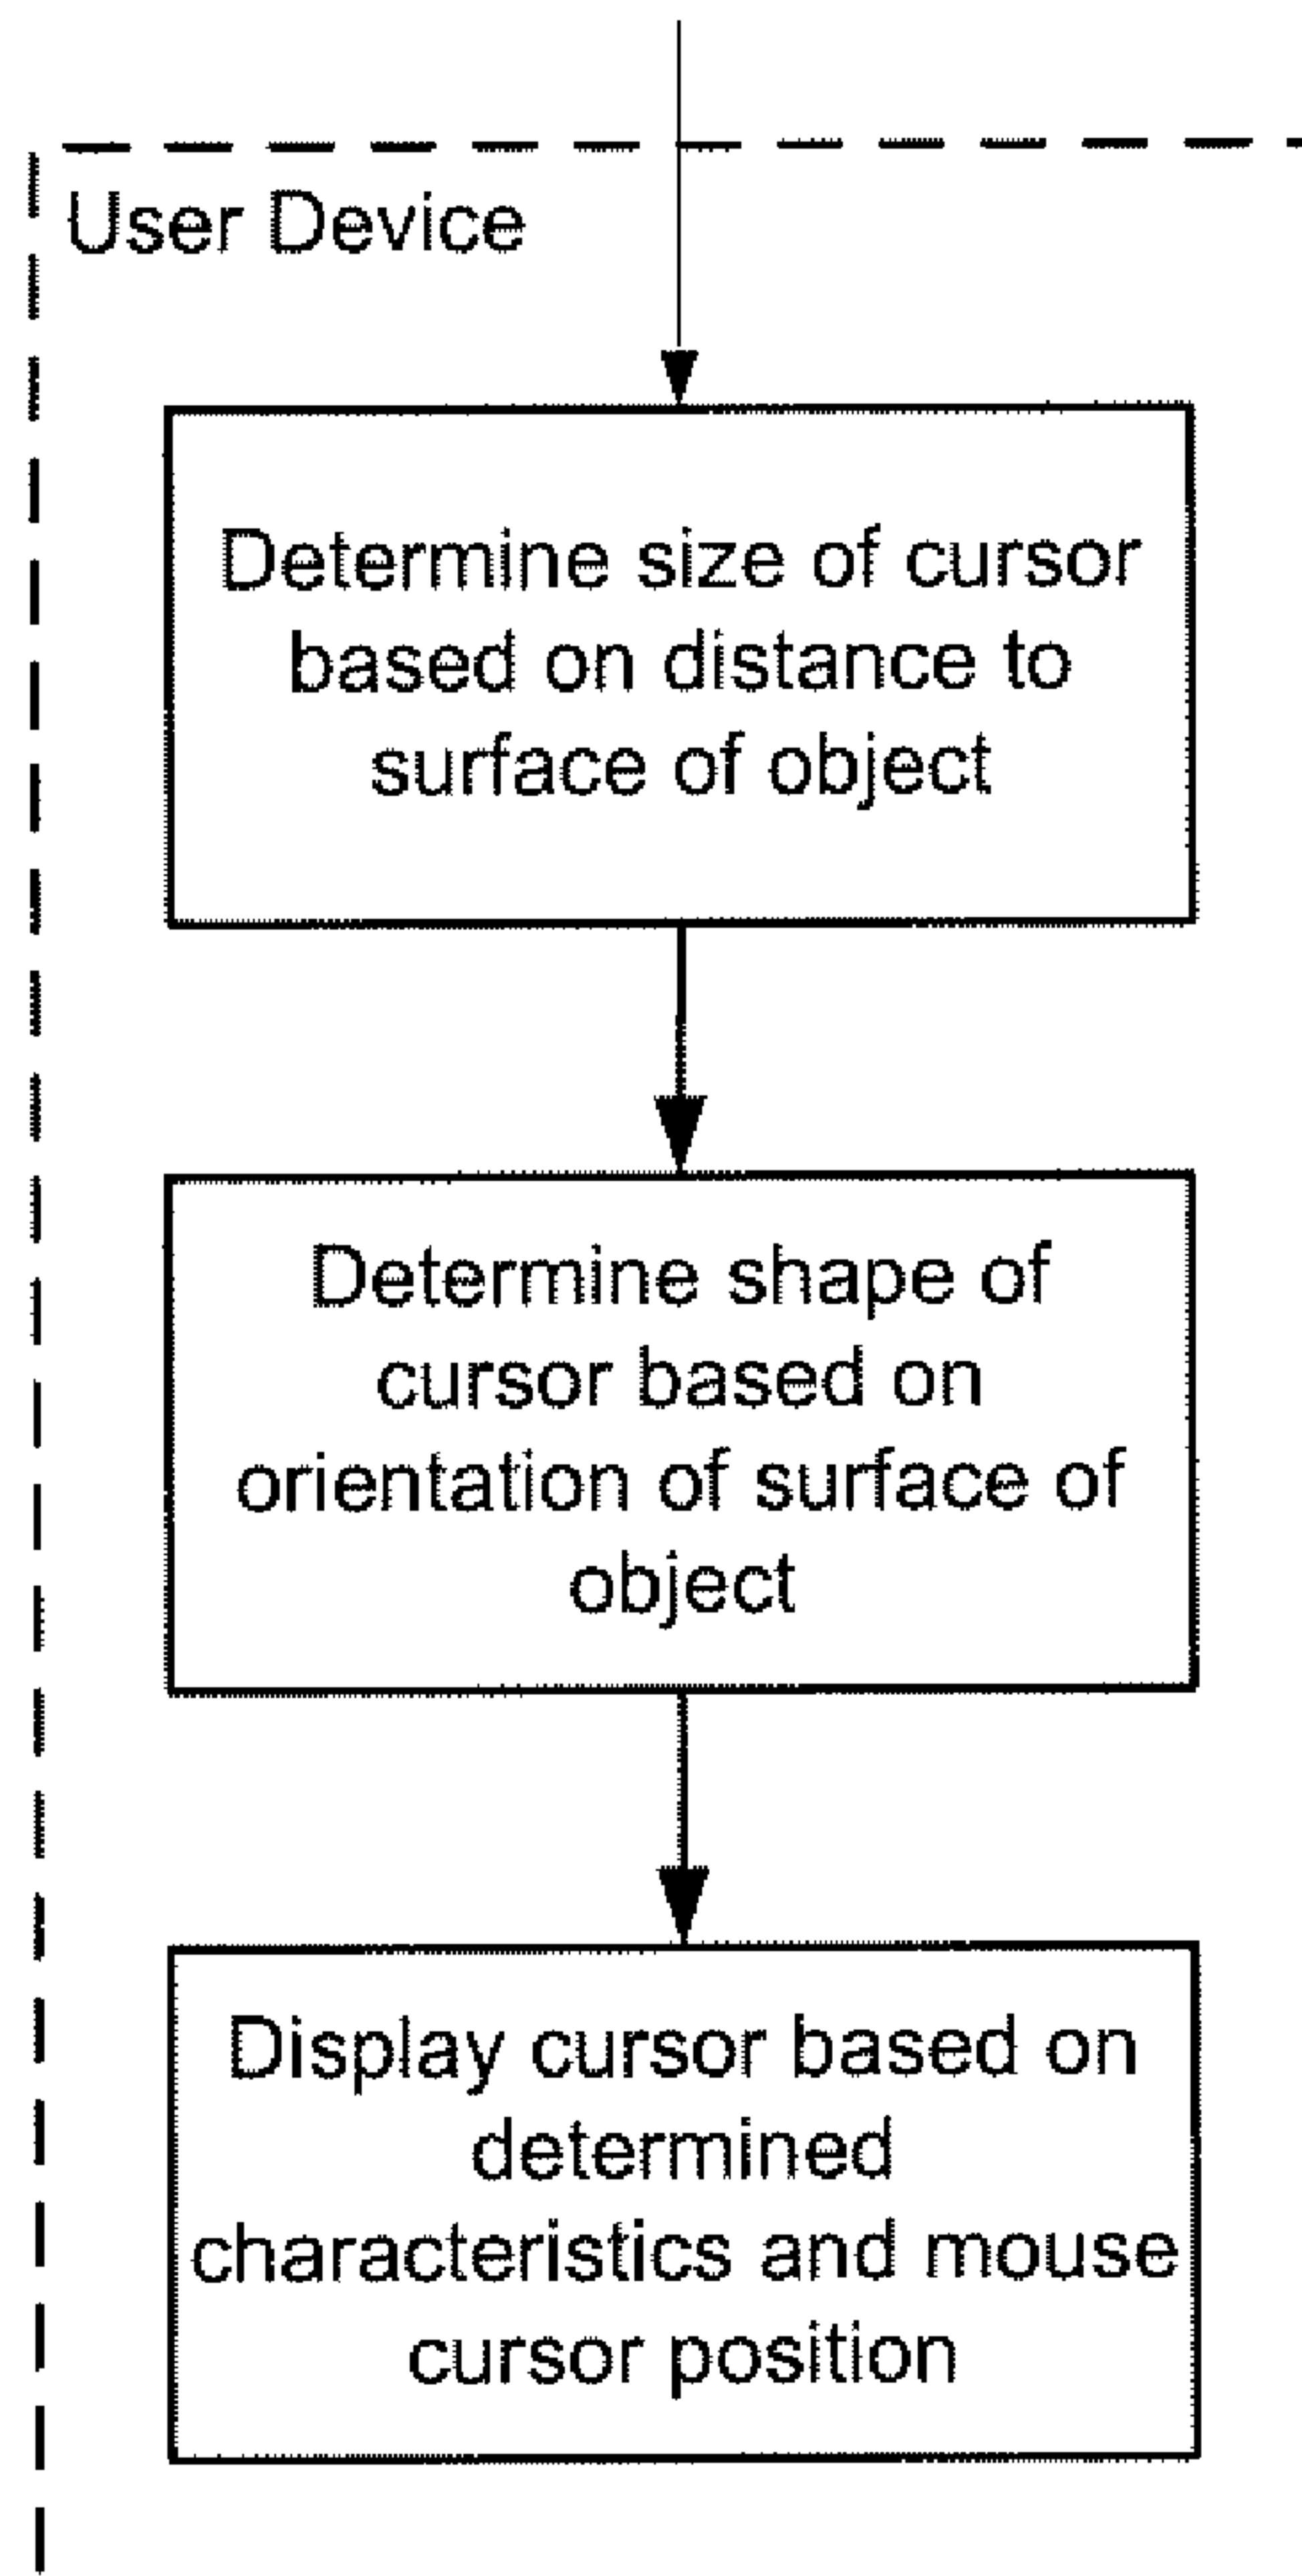 User Device
Determine size of cursor
based on distance to
surface of object
Determine shape of
cursor based on
orientation of surface of
object
Display cursor based on
determined
characteristics and mouse
cursor position